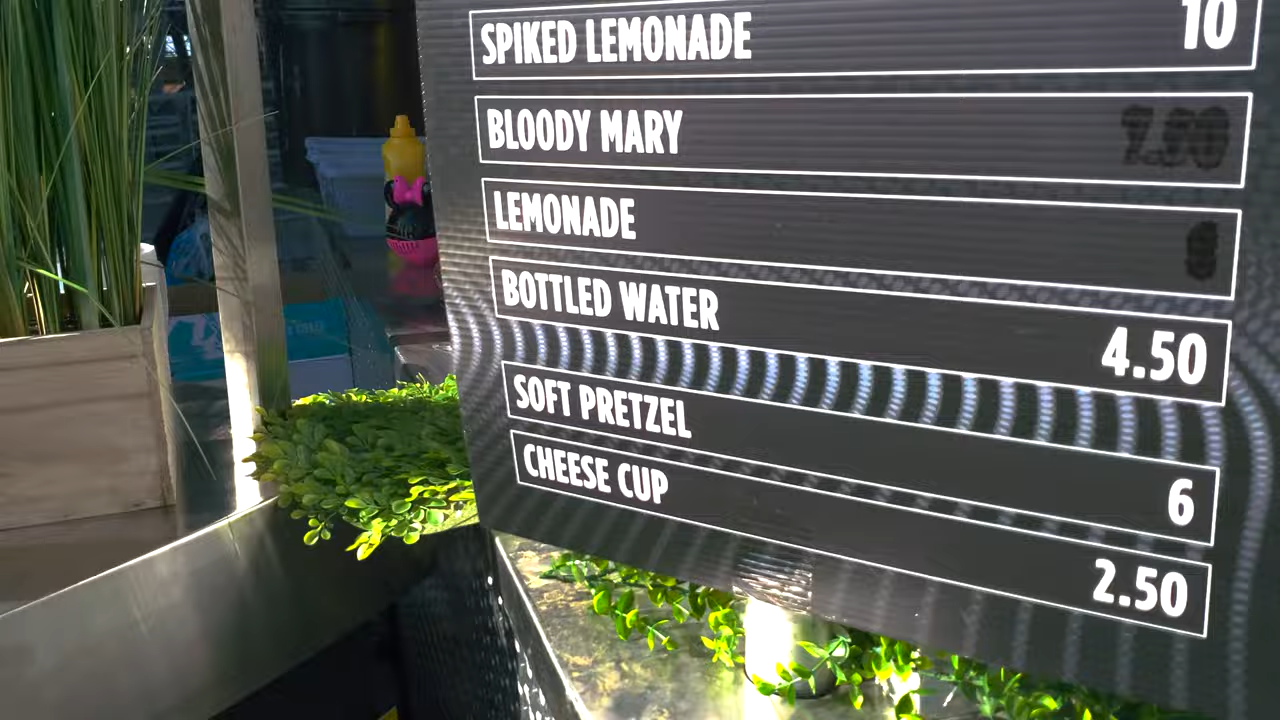 SPIKED LEMONADE 10
BLOODY MARY
LEMONADE
BOTTLED WATER 4.50
SOFT PRETZEL 6
CHEESE CUP 2.50